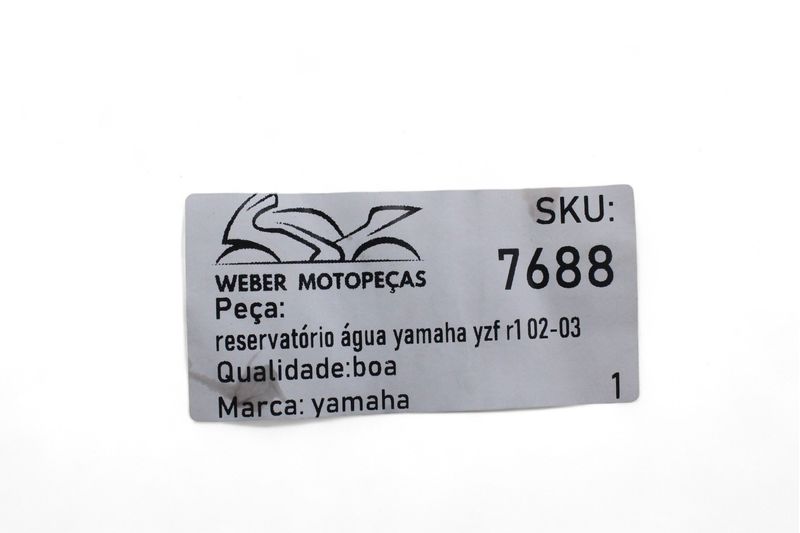 SKU:
7688
WEBER MOTOPEÇAS
Peça:
reservatório água yamaha yzf r1 02-03
Qualidade:boa
Marca: yamaha
1